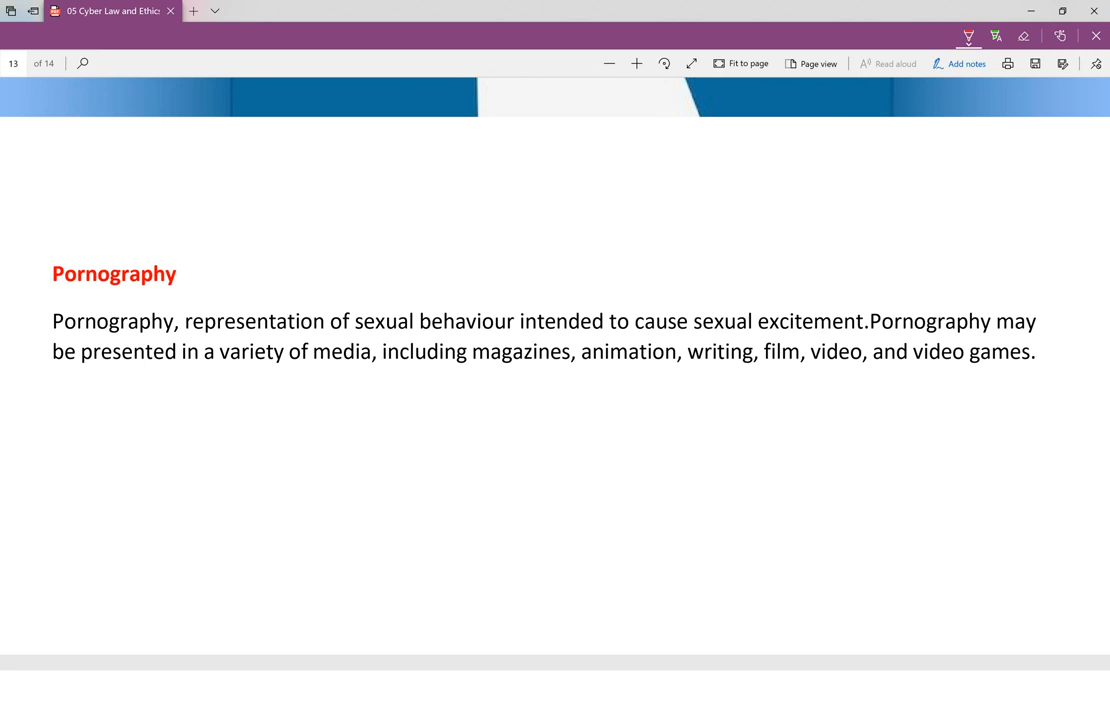 05 Cyber Law and Ethic
13 of 14
Fit to page
Page view
Read aloud
Add notes
Pornography
Pornography, representation of sexual behaviour intended to cause sexual excitement.Pornography may
be presented in a variety of media, including magazines, animation, writing, film, video, and video games.